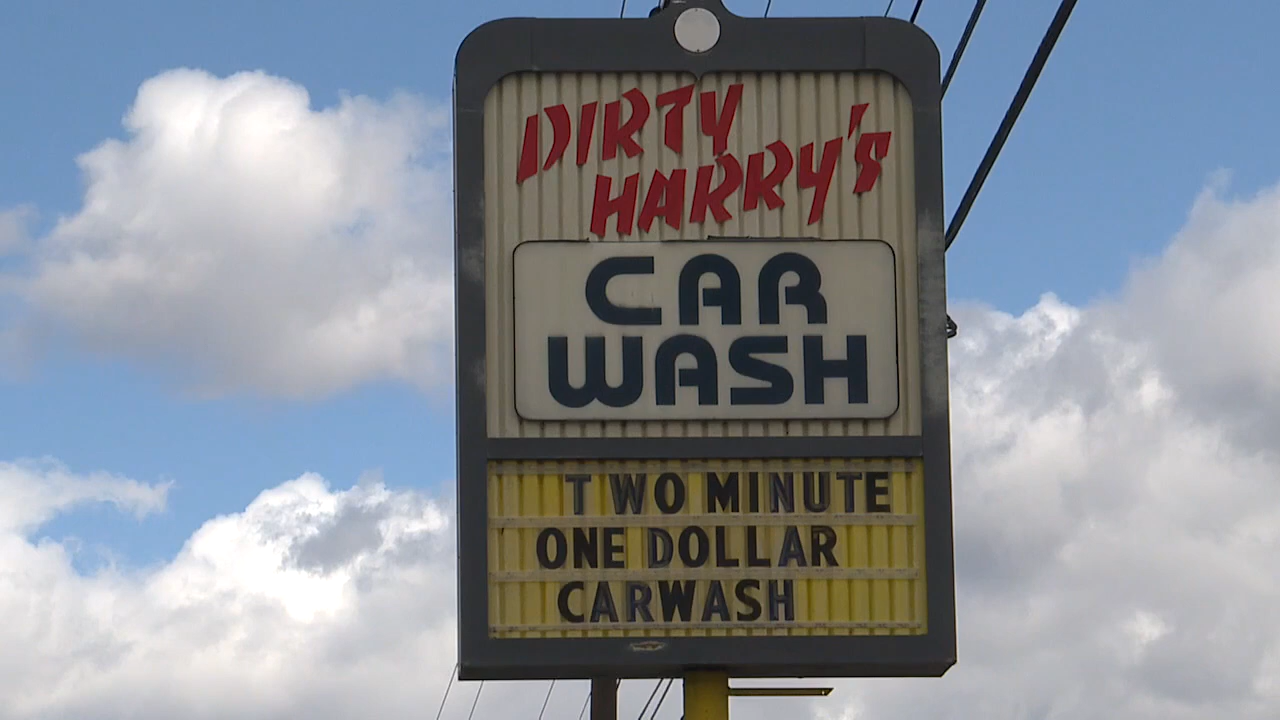 DIRTY
HARRY'S
CAR
WASH
TWO MINUTE
ONE DOLLAR
CARWASH